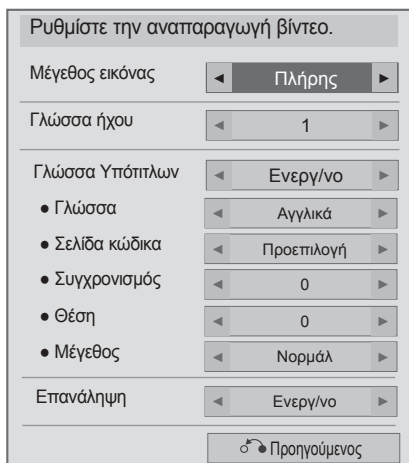 Ρυθμίστε την αναπαραγωγή βίντεο.
Μέγεθος εικόνας ◄ Πλήρης ►
Γλώσσα ήχου ◄ 1 ►
Γλώσσα Υπότιτλων ◄ Ενεργ/νο ►
● Γλώσσα ◄ Αγγλικά ►
● Σελίδα κώδικα ◄ Προεπιλογή ►
● Συγχρονισμός ◄ 0 ►
● Θέση ◄ 0 ►
● Μέγεθος ◄ Νορμάλ ►
Επανάληψη ◄ Ενεργ/νο ►
Προηγούμενος